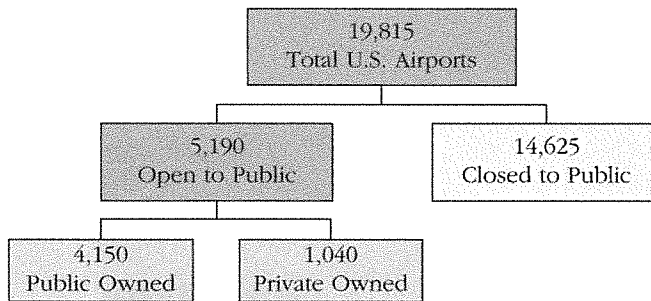 19,815
Total U.S. Airports
5,190
Open to Public
14,625
Closed to Public
4,150
Public Owned
1,040
Private Owned